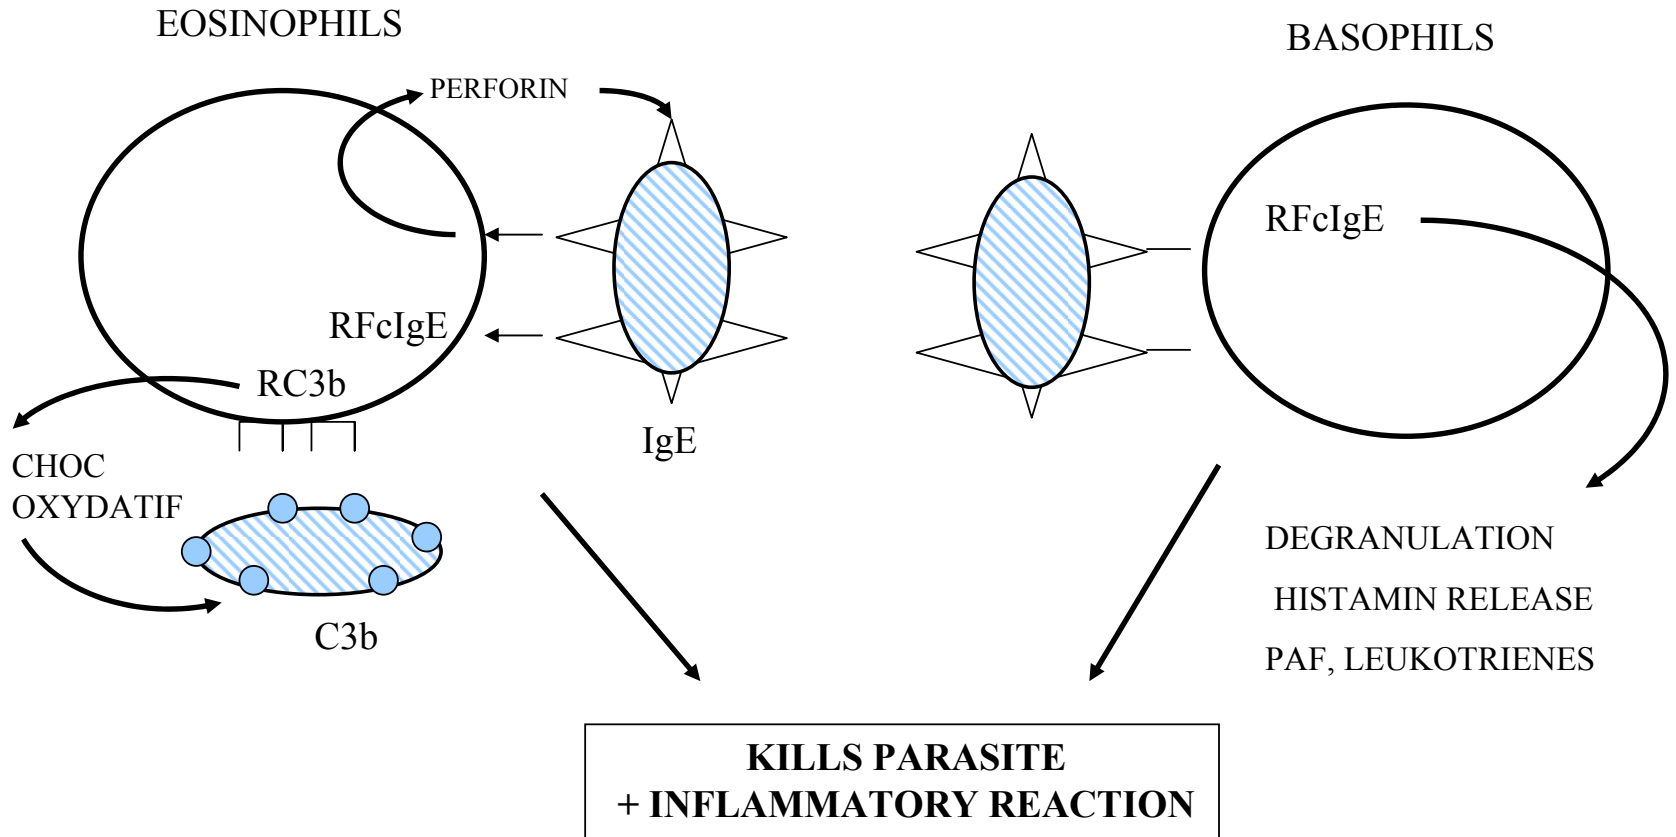 EOSINOPHILS
PERFORIN
RFcIgE
RC3b
IgE
CHOC
OXYDATIF
C3b
BASOPHILS
RFcIgE
DEGRANULATION
HISTAMIN RELEASE
PAF, LEUKOTRIENES
KILLS PARASITE
+ INFLAMMATORY REACTION